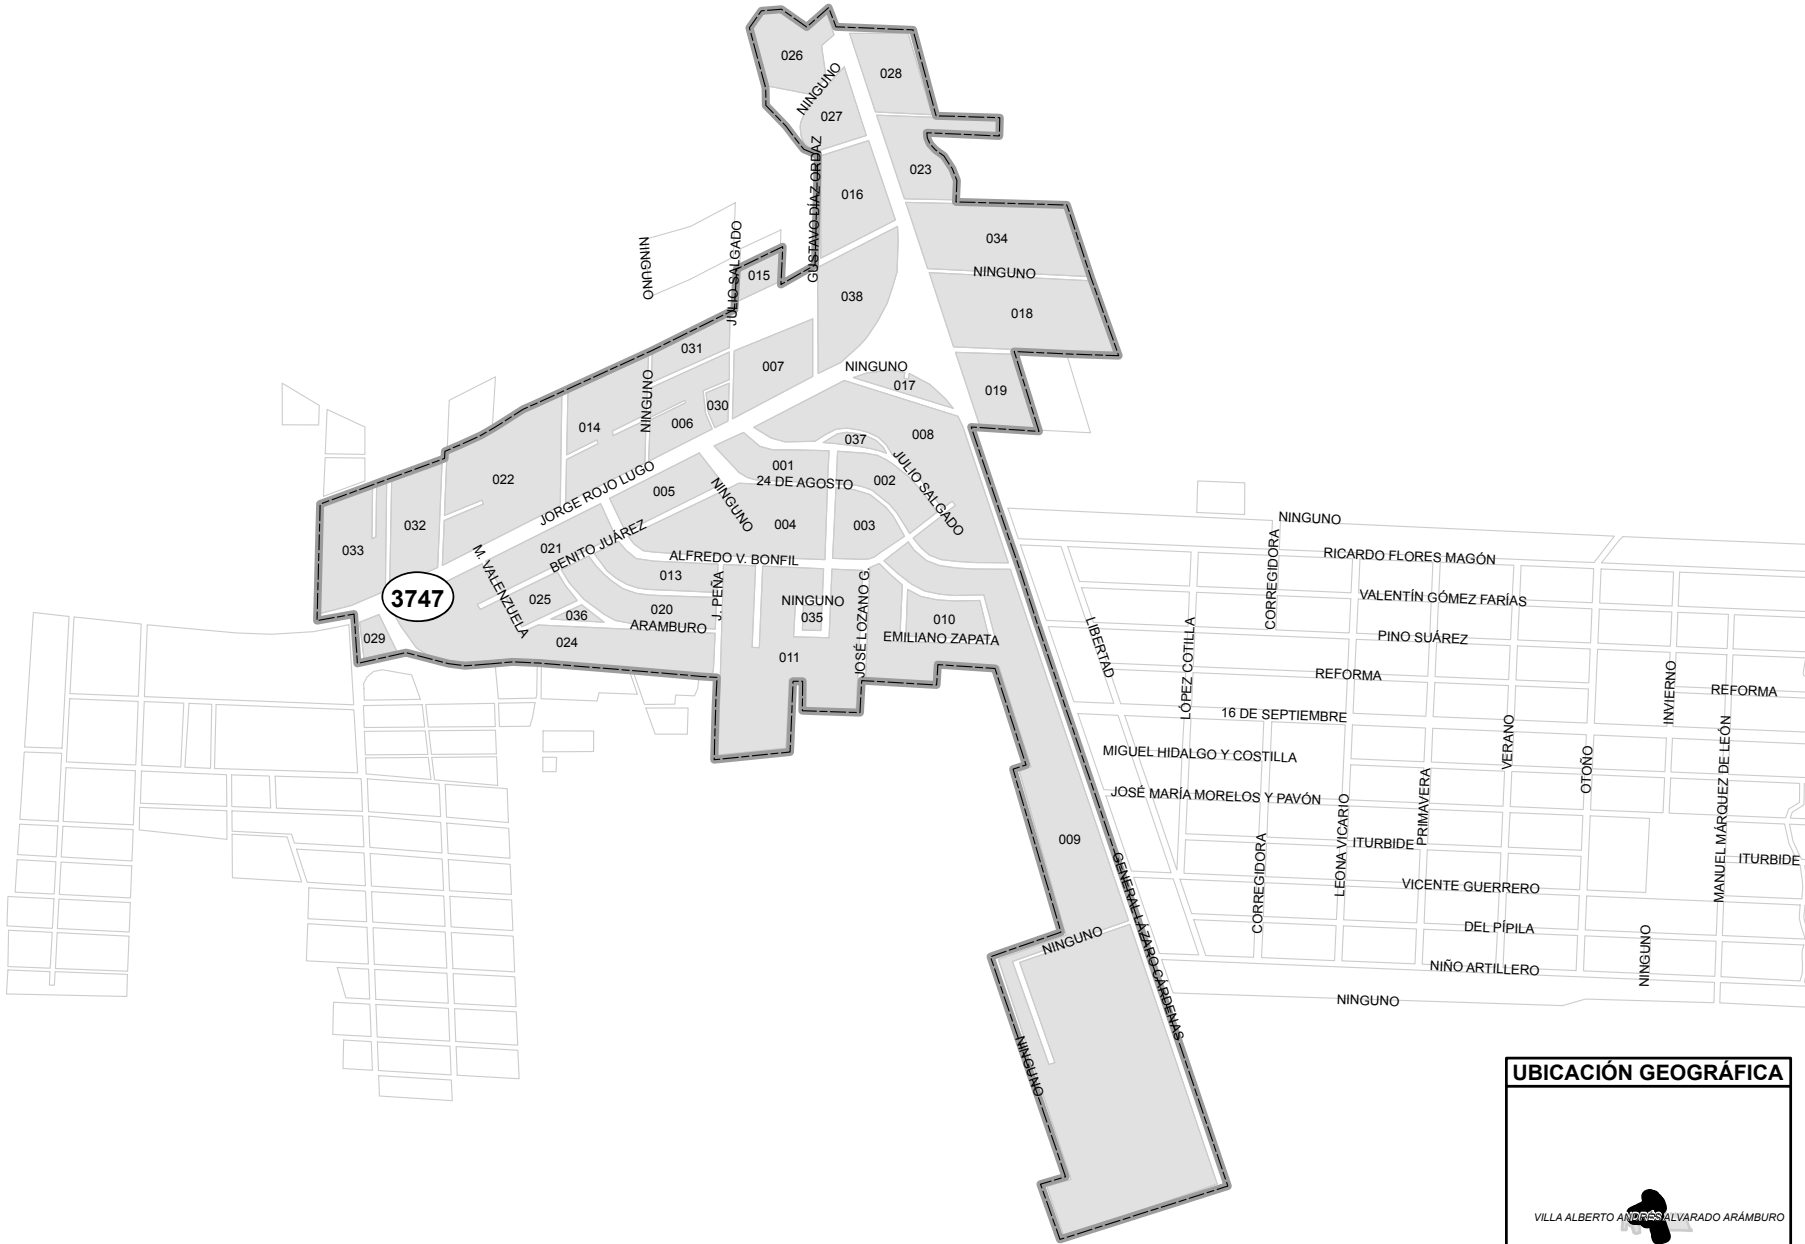 026
028
NINGUNO
027
023
GUSTAVO DÍAZ ORDAZ
016
034
NINGUNO
NINGUNO
JULIO SALGADO
015
038
018
031
007
NINGUNO
017
019
NINGUNO
030
014
006
037
008
001
JULIO SALGADO
022
JORGE ROJO LUGO
005
NINGUNO
24 DE AGOSTO
002
032
004
003
033
021
BENITO JUÁREZ
ALFREDO V. BONFIL
M. VALENZUELA
013
J. PEÑA
NINGUNO
JOSÉ LOZANO G.
3747
025
036
020
ARAMBURO
035
010
EMILIANO ZAPATA
029
024
011
009
NINGUNO
NINGUNO
GENERAL LÁZARO CÁRDENAS
NINGUNO
RICARDO FLORES MAGÓN
CORREGIDORA
VALENTÍN GÓMEZ FARÍAS
PINO SUÁREZ
LIBERTAD
LÓPEZ COTILLA
REFORMA
INVIERNO
REFORMA
16 DE SEPTIEMBRE
VERANO
MANUEL MÁRQUEZ DE LEÓN
MIGUEL HIDALGO Y COSTILLA
OTOÑO
JOSÉ MARÍA MORELOS Y PAVÓN
PRIMAVERA
LEONA VICARIO
ITURBIDE
ITURBIDE
CORREGIDORA
VICENTE GUERRERO
DEL PÍPILA
NIÑO ARTILLERO
NINGUNO
NINGUNO
UBICACIÓN GEOGRÁFICA
VILLA ALBERTO ANDRÉS ALVARADO ARÁMBURO